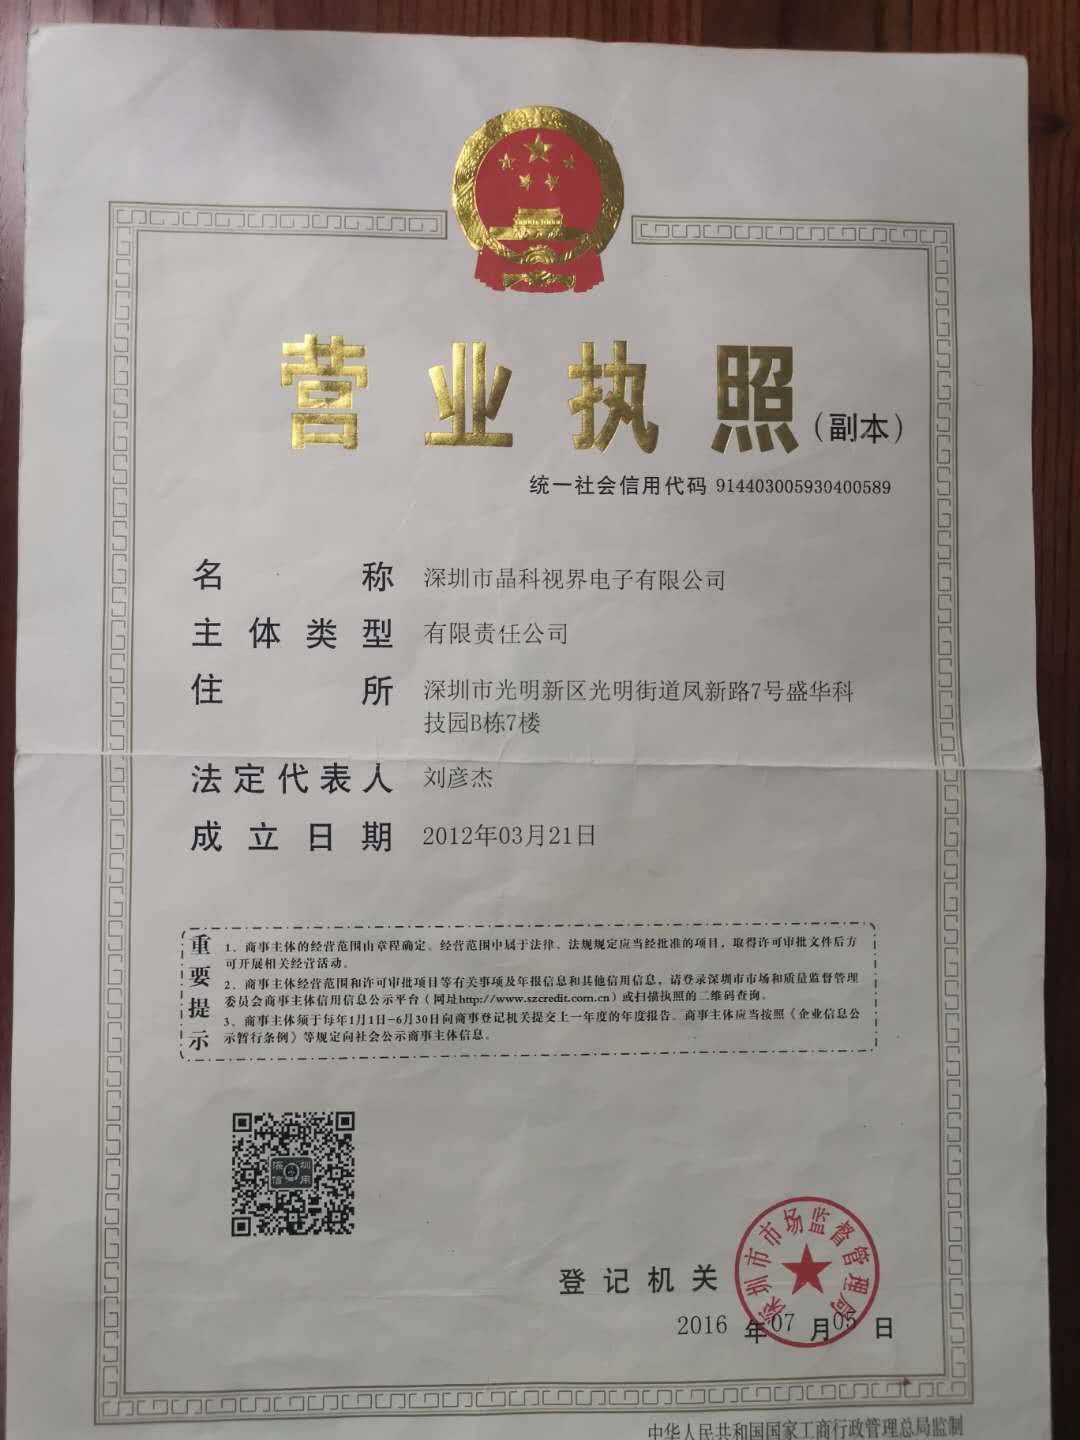 营业执照（副本）
统一社会信用代码 914403005930400589
名称 深圳市晶科视界电子有限公司
主体类型 有限责任公司
住所 深圳市光明新区光明街道凤新路7号盛华科
技园B栋7楼
法定代表人 刘彦杰
成立日期 2012年03月21日
重要提示
1、商事主体的经营范围由章程确定。经营范围中属于法律、法规规定应当经批准的项目，取得许可审批文件后方
可开展相关经营活动。
2、商事主体经营范围和许可审批项目等有关事项及年报信息和其他信用信息，请登录深圳市市场和质量监督管理
委员会商事主体信用信息公示平台（网址http://www.szcredit.com.cn）或扫描执照的二维码查询。
3、商事主体须于每年1月1日-6月30日向商事登记机关提交上一年度的年度报告。商事主体应当按照《企业信息公
示暂行条例》等规定向社会公示商事主体信息。
深圳
信用
深圳市市场监督管理局
登记机关
2016 年07 月05 日
中华人民共和国国家工商行政管理总局监制